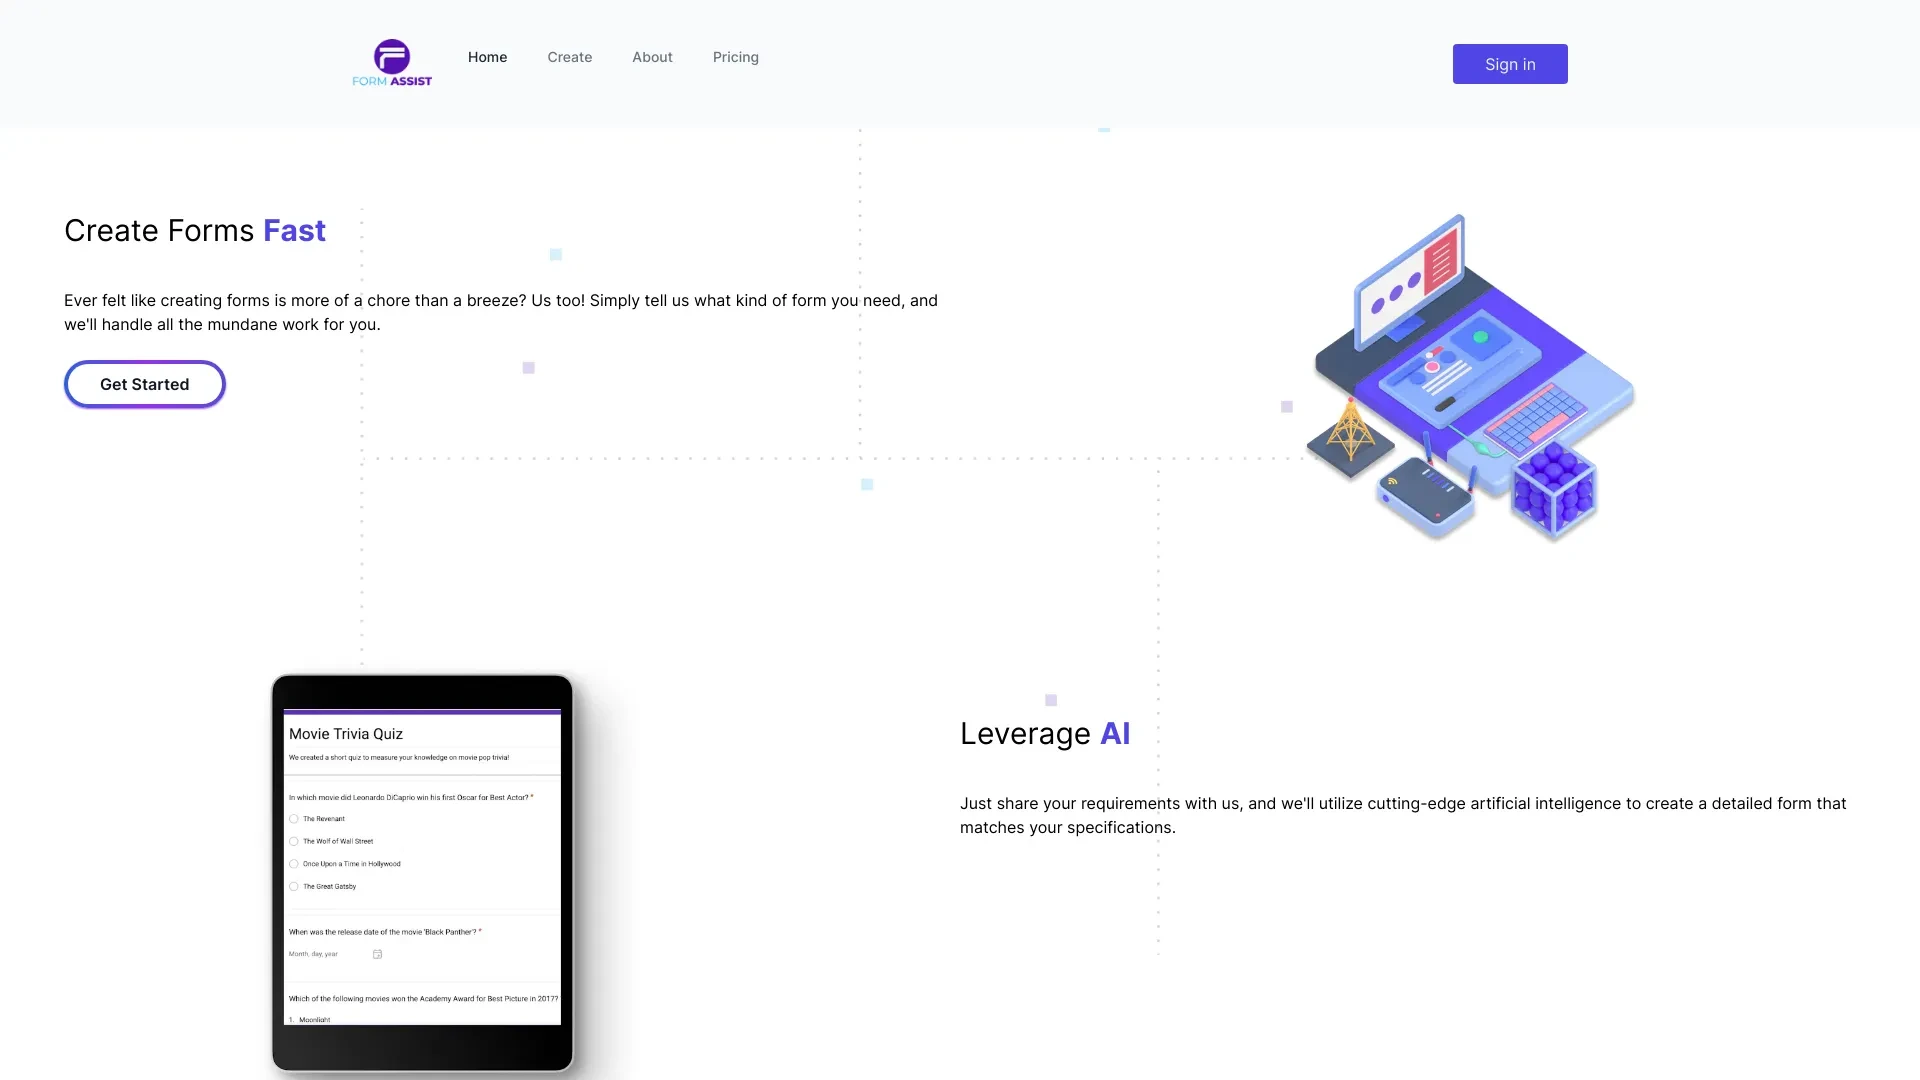 FORM ASSIST
Home
Create
About
Pricing
Sign in
Create Forms Fast
Ever felt like creating forms is more of a chore than a breeze? Us too! Simply tell us what kind of form you need, and
we'll handle all the mundane work for you.
Get Started
Movie Trivia Quiz
We created a short quiz to measure your knowledge on movie pop trivia!
In which movie did Leonardo DiCaprio win his first Oscar for Best Actor? *
The Revenant
The Wolf of Wall Street
Once Upon a Time in Hollywood
The Great Gatsby
When was the release date of the movie 'Black Panther'? *
Month, day, year
Which of the following movies won the Academy Award for Best Picture in 2017?
1. Moonlight
Leverage AI
Just share your requirements with us, and we'll utilize cutting-edge artificial intelligence to create a detailed form that
matches your specifications.